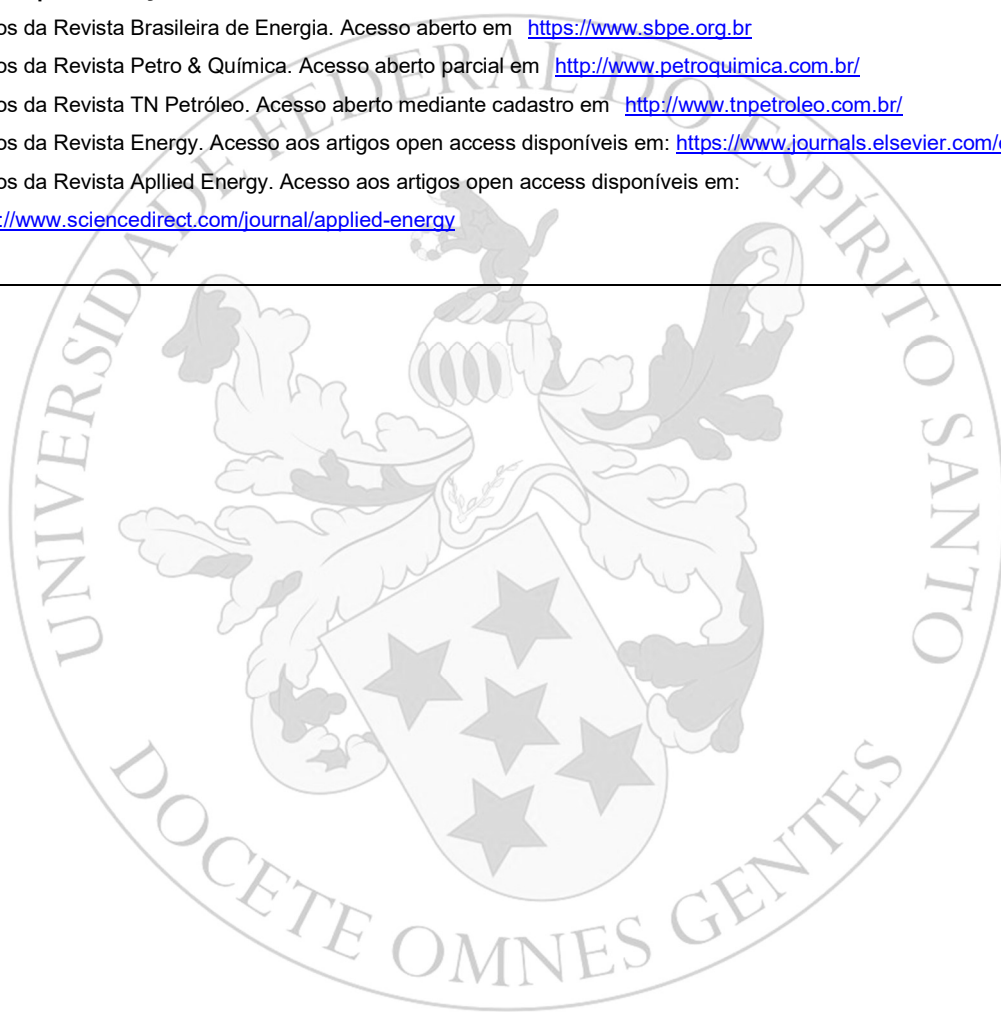 os da Revista Brasileira de Energia. Acesso aberto em https://www.sbpe.org.br
os da Revista Petro & Química. Acesso aberto parcial em http://www.petroquimica.com.br/
os da Revista TN Petróleo. Acesso aberto mediante cadastro em http://www.tnpetroleo.com.br/
os da Revista Energy. Acesso aos artigos open access disponíveis em: https://www.journals.elsevier.com/
os da Revista Apllied Energy. Acesso aos artigos open access disponíveis em:
://www.sciencedirect.com/journal/applied-energy
UNIVERSIDADE FEDERAL DO ESPÍRITO SANTO
DOCETE OMNES GENTES